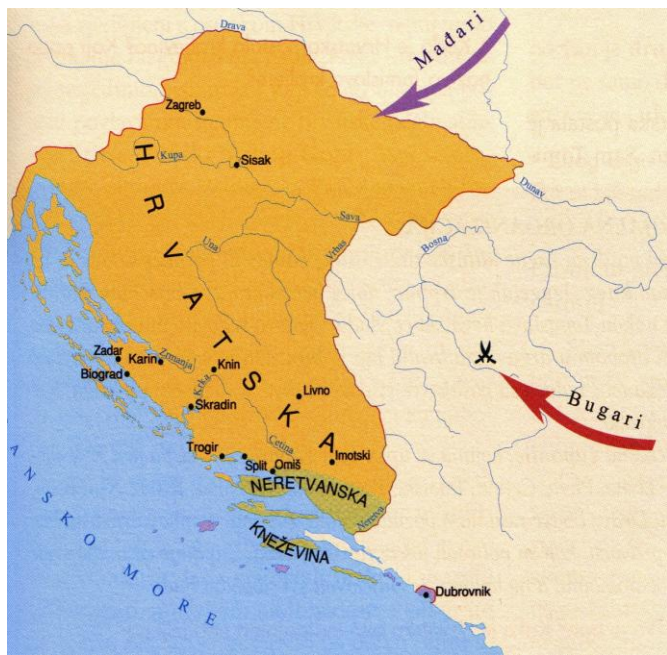 Drava
Mađari
Zagreb
Kupa
Sisak
Dunav
HRVATSKA
Sava
Una
Vrbas
Bosna
Zadar
Karin
Zrmanja
Knin
Biograd
Krka
Livno
Bugari
Skradin
Cetina
Trogir
Split
Omiš
Imotski
NERETVANSKA
Neretva
KNEŽEVINA
ANSKO MORE
Dubrovnik